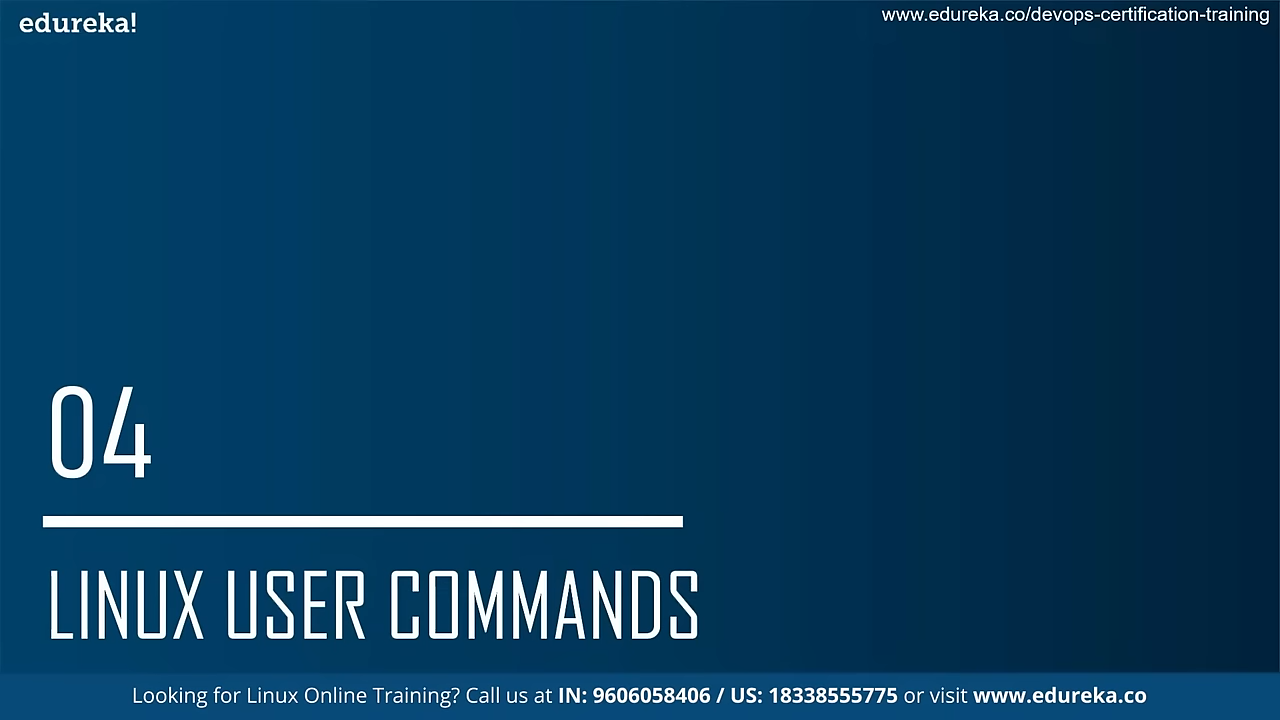 edureka!
www.edureka.co/devops-certification-training
04
LINUX USER COMMANDS
Looking for Linux Online Training? Call us at IN: 9606058406 / US: 18338555775 or visit www.edureka.co